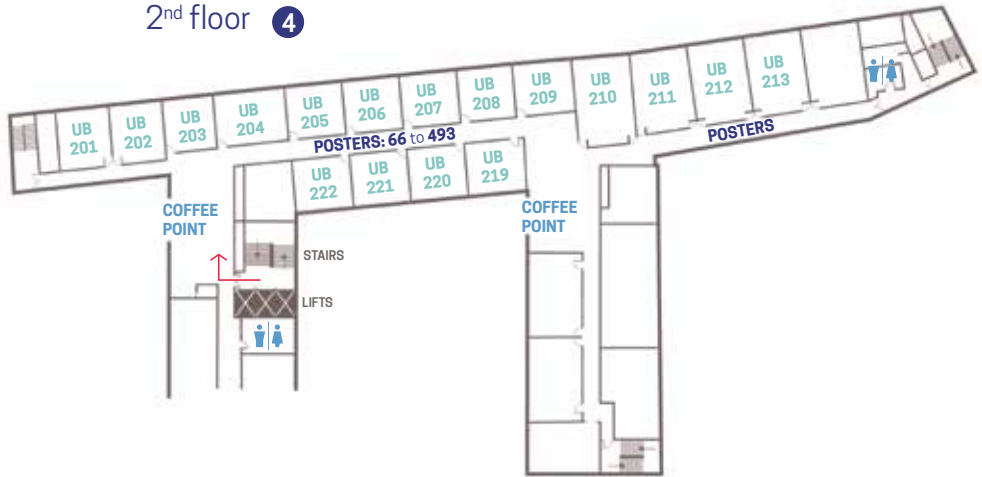 2nd floor 4
UB
201
UB
202
UB
203
UB
204
UB
205
UB
206
UB
207
UB
208
UB
209
UB
210
UB
211
UB
212
UB
213
POSTERS: 66 to 493
POSTERS
UB
222
UB
221
UB
220
UB
219
COFFEE
POINT
COFFEE
POINT
STAIRS
LIFTS